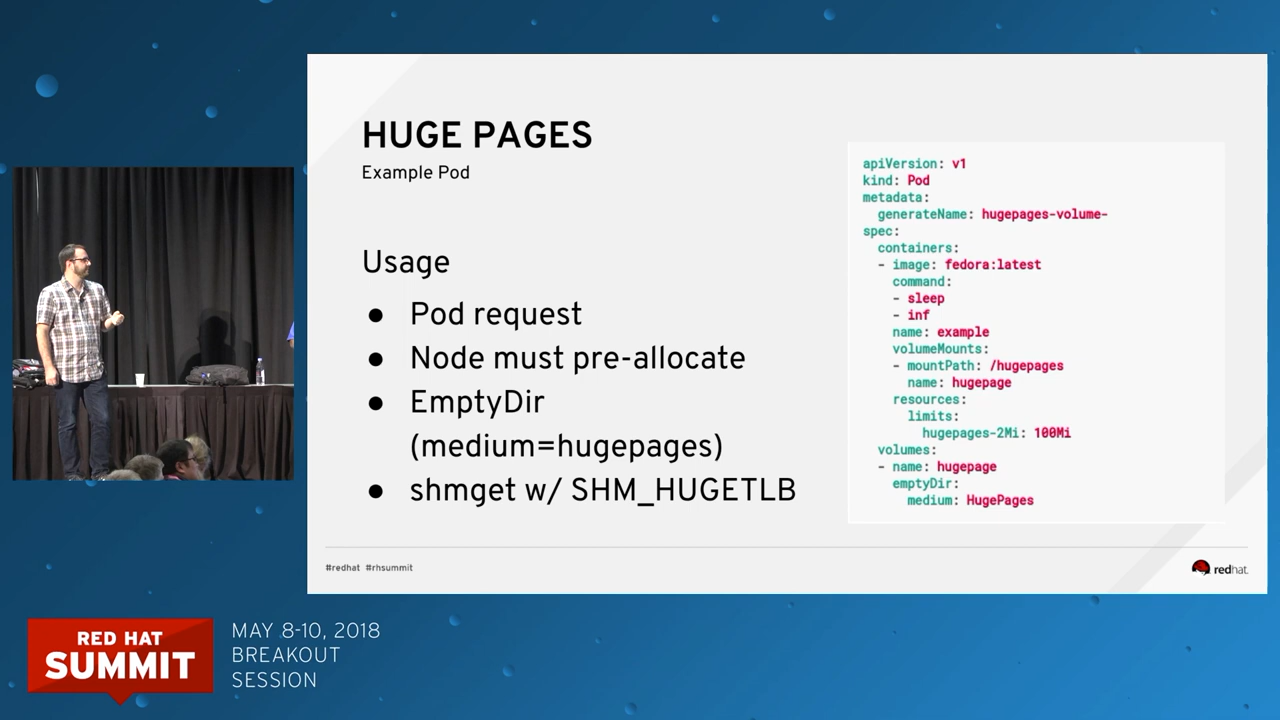 HUGE PAGES
Example Pod
Usage
● Pod request
● Node must pre-allocate
● EmptyDir
(medium=hugepages)
● shmget w/ SHM_HUGETLB
apiVersion: v1
kind: Pod
metadata:
  generateName: hugepages-volume-
spec:
  containers:
  - image: fedora:latest
    command:
    - sleep
    - inf
    name: example
    volumeMounts:
    - mountPath: /hugepages
      name: hugepage
    resources:
      limits:
        hugepages-2Mi: 100Mi
  volumes:
  - name: hugepage
    emptyDir:
      medium: HugePages
#redhat #rhsummit
redhat.
RED HAT
SUMMIT
MAY 8-10, 2018
BREAKOUT
SESSION